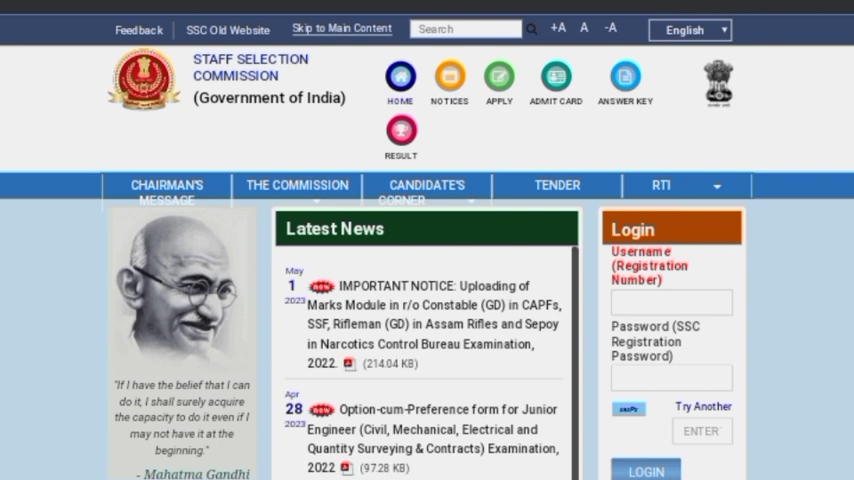 Feedback
SSC Old Website
Skip to Main Content
Search
+A A -A
English
STAFF SELECTION
COMMISSION
(Government of India)
HOME
NOTICES
APPLY
ADMIT CARD
ANSWER KEY
RESULT
CHAIRMAN'S
MESSAGE
THE COMMISSION
CANDIDATE'S
CORNER
TENDER
RTI
"If I have the belief that I can
do it, I shall surely acquire
the capacity to do it even if I
may not have it at the
beginning."
- Mahatma Gandhi
Latest News
May
1
2023
new IMPORTANT NOTICE: Uploading of
Marks Module in r/o Constable (GD) in CAPFs,
SSF, Rifleman (GD) in Assam Rifles and Sepoy
in Narcotics Control Bureau Examination,
2022. (214.04 KB)
Apr
28
2023
new Option-cum-Preference form for Junior
Engineer (Civil, Mechanical, Electrical and
Quantity Surveying & Contracts) Examination,
2022 (97.28 KB)
Login
Username
(Registration
Number)
Password (SSC
Registration
Password)
Try Another
ENTER
LOGIN